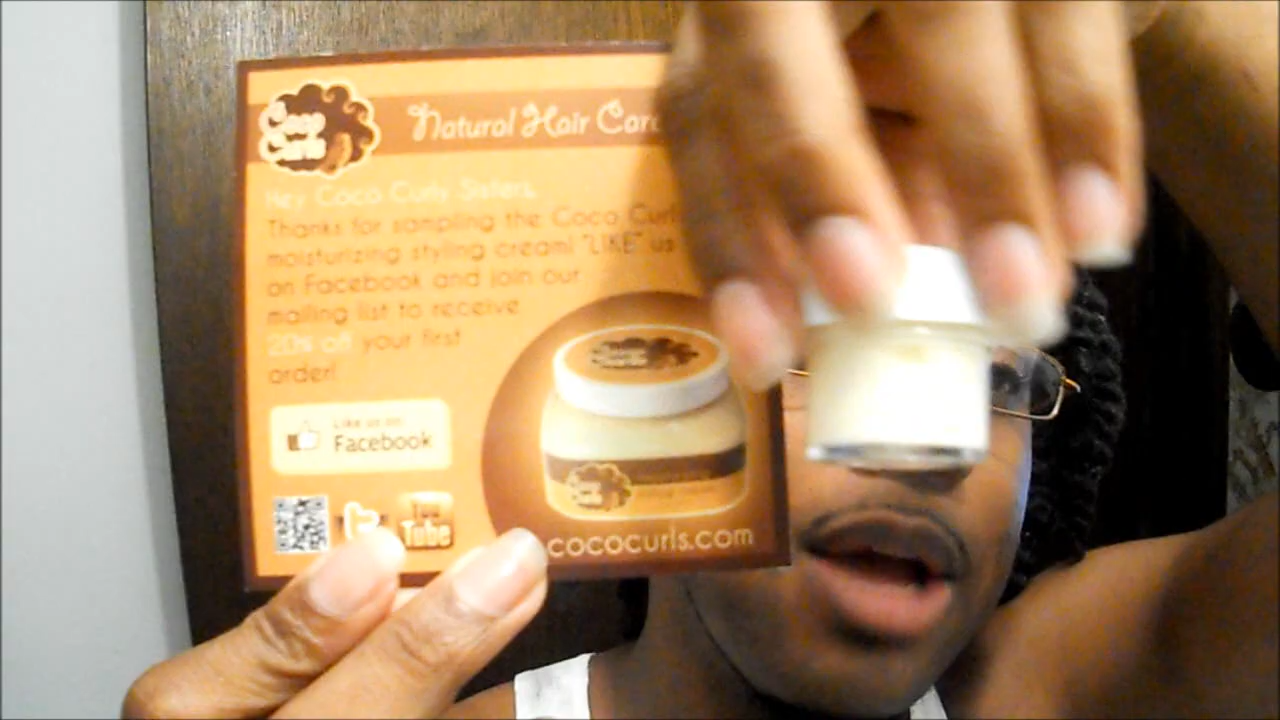 Coco
Curls
Natural Hair Care
Hey Coco Curly Sisters,
Thanks for sampling the Coco Curls
moisturizing styling cream! "LIKE" us
on Facebook and join our
mailing list to receive
20% off your first
order!
Like us on
Facebook
You
Tube
cococurls.com